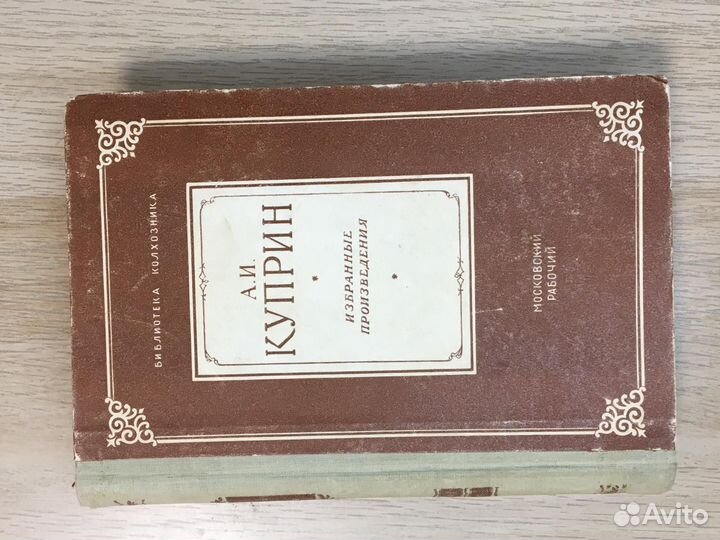 БИБЛИОТЕКА КОЛХОЗНИКА
А.И.
КУПРИН
ИЗБРАННЫЕ
ПРОИЗВЕДЕНИЯ
МОСКОВСКИЙ
РАБОЧИЙ
Avito